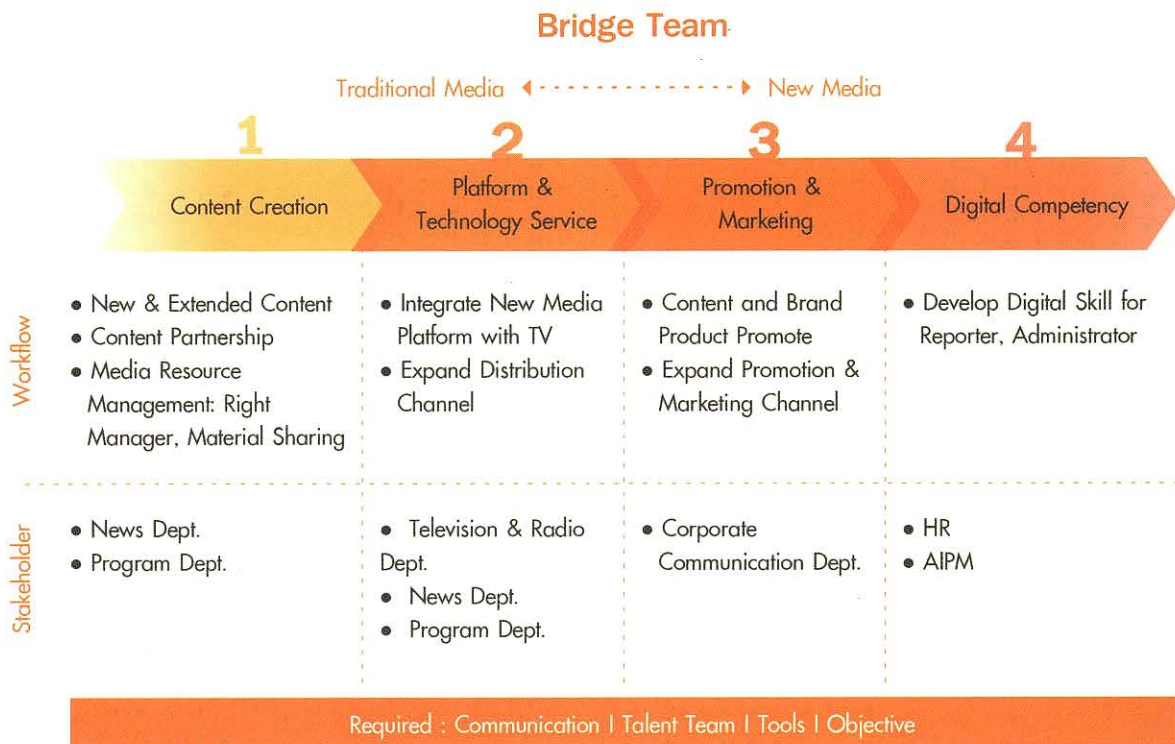 Bridge Team
Traditional Media
New Media
1
2
3
4
Content Creation
Platform &
Technology Service
Promotion &
Marketing
Digital Competency
Workflow
● New & Extended Content
● Content Partnership
● Media Resource
Management: Right
Manager, Material Sharing
● Integrate New Media
Platform with TV
● Expand Distribution
Channel
● Content and Brand
Product Promote
● Expand Promotion &
Marketing Channel
● Develop Digital Skill for
Reporter, Administrator
Stakeholder
● News Dept.
● Program Dept.
● Television & Radio
Dept.
● News Dept.
● Program Dept.
● Corporate
Communication Dept.
● HR
● AIPM
Required : Communication | Talent Team | Tools | Objective